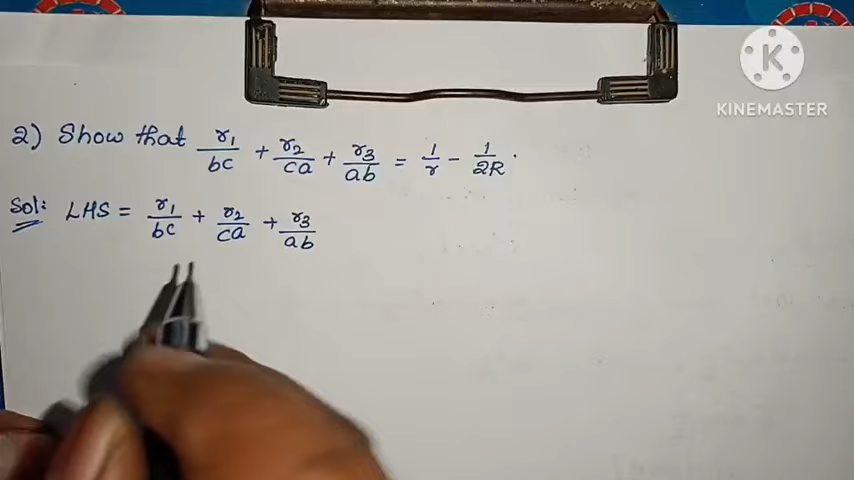 KINEMASTER
2) Show that r₁/bc + r₂/ca + r₃/ab = 1/r - 1/2R.
Sol: LHS = r₁/bc + r₂/ca + r₃/ab